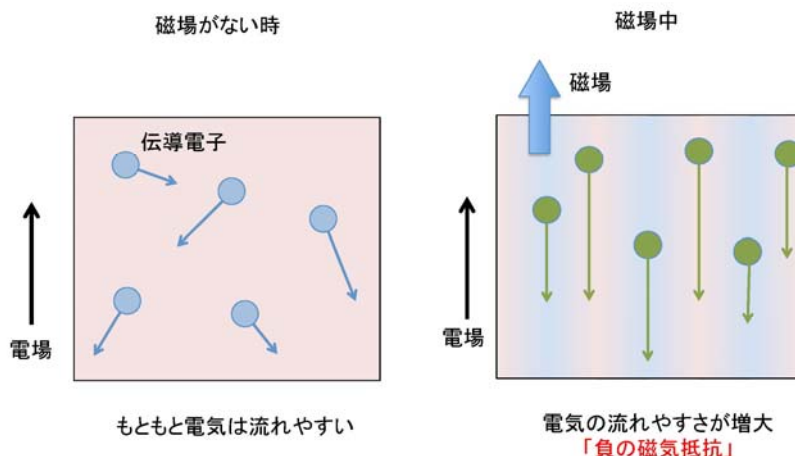 磁場がない時
伝導電子
電場
もともと電気は流れやすい
磁場中
磁場
電場
電気の流れやすさが増大
「負の磁気抵抗」